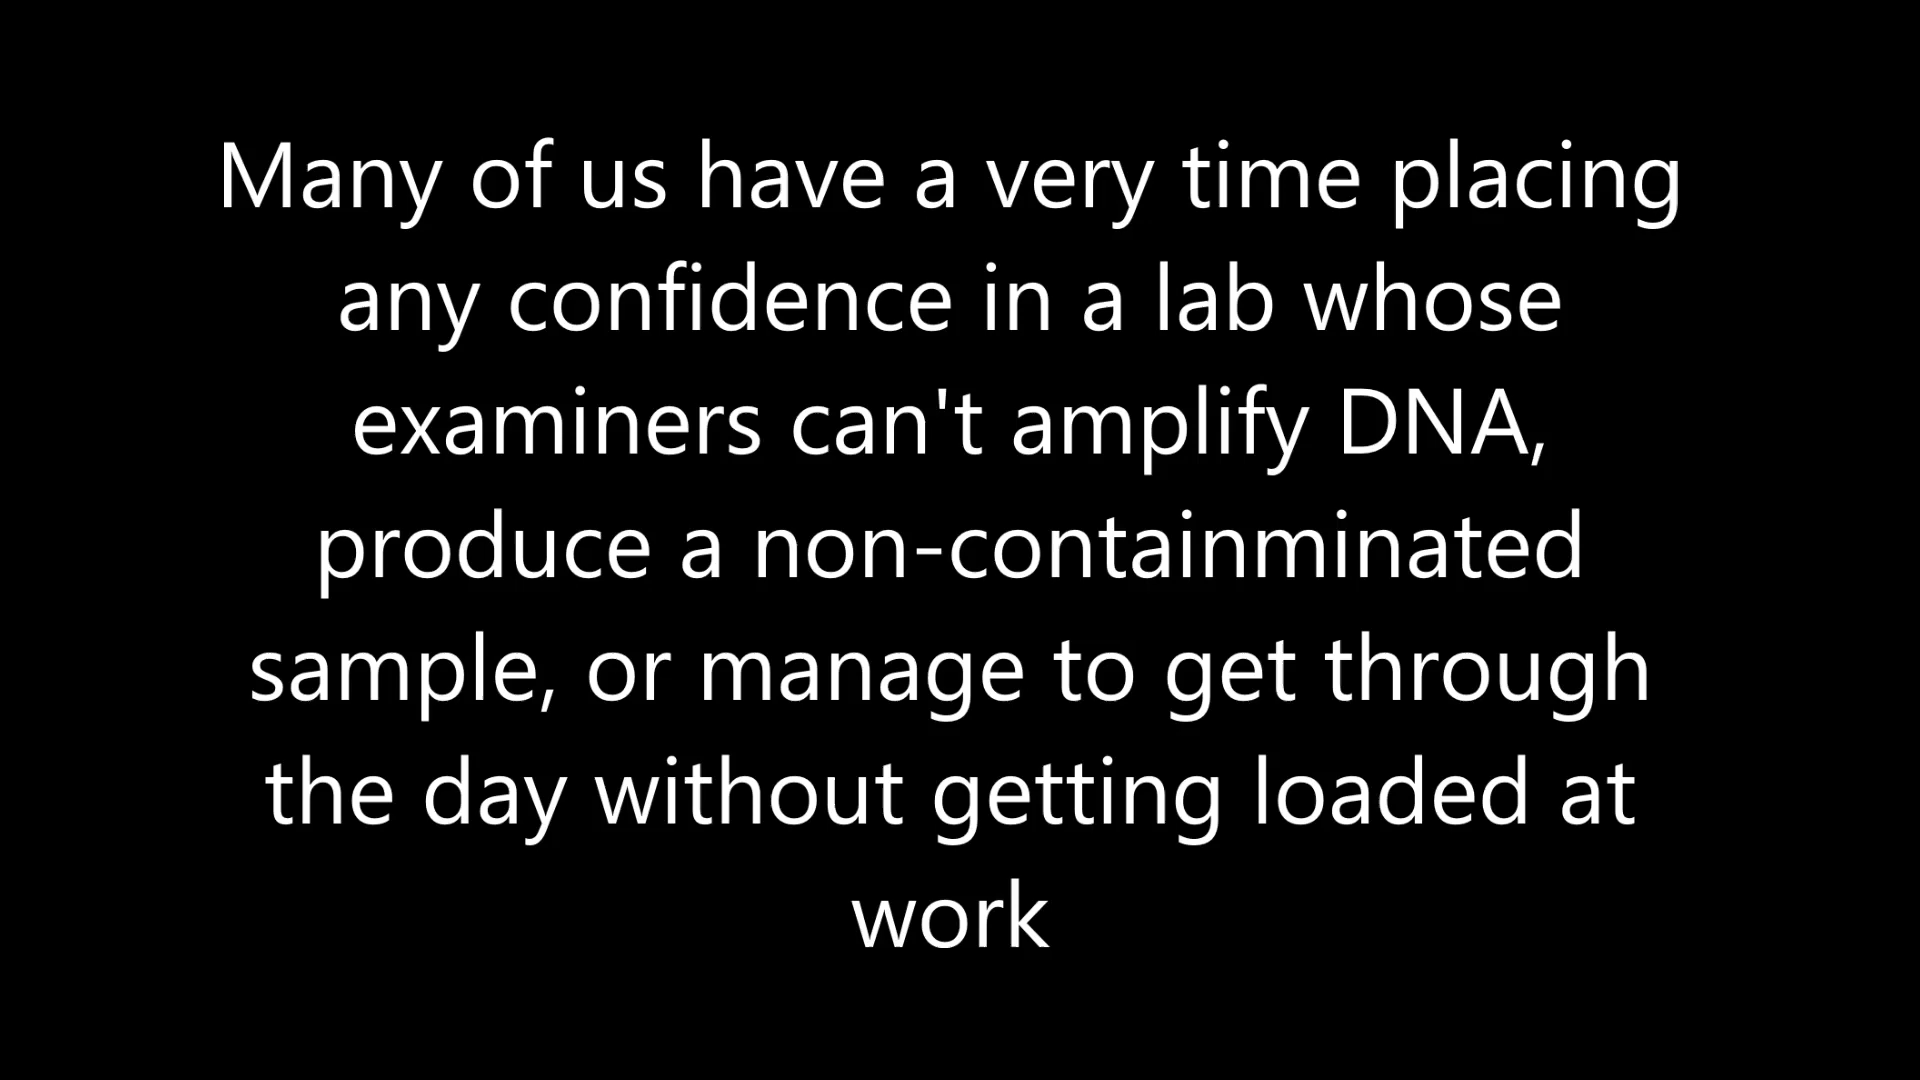 Many of us have a very time placing
any confidence in a lab whose
examiners can't amplify DNA,
produce a non-containminated
sample, or manage to get through
the day without getting loaded at
work